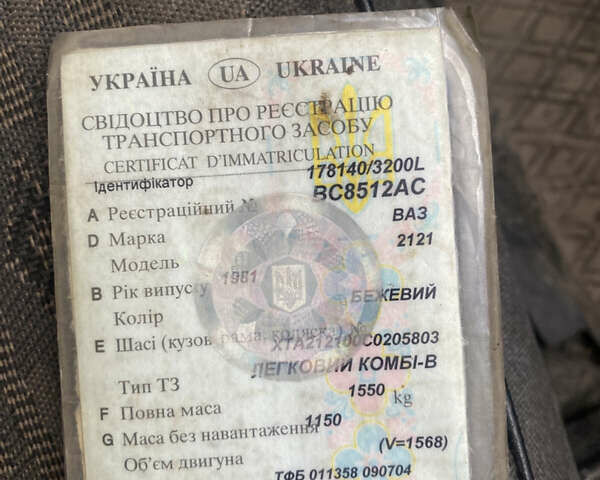 УКРАЇНА UA UKRAINE
СВІДОЦТВО ПРО РЕЄСТРАЦІЮ
ТРАНСПОРТНОГО ЗАСОБУ
CERTIFICAT D'IMMATRICULATION
Ідентифікатор 178140/3200L
A Реєстраційний № ВС8512АС
D Марка ВАЗ
Модель 2121
B Рік випуску 1981
Колір БЕЖЕВИЙ
E Шасі (кузов, рама, коляска) № XTA212100C0205803
Тип ТЗ ЛЕГКОВИЙ КОМБІ-В
F Повна маса 1550 kg
G Маса без навантаження 1150
Об'єм двигуна (V=1568)
ТФБ 011358 090704